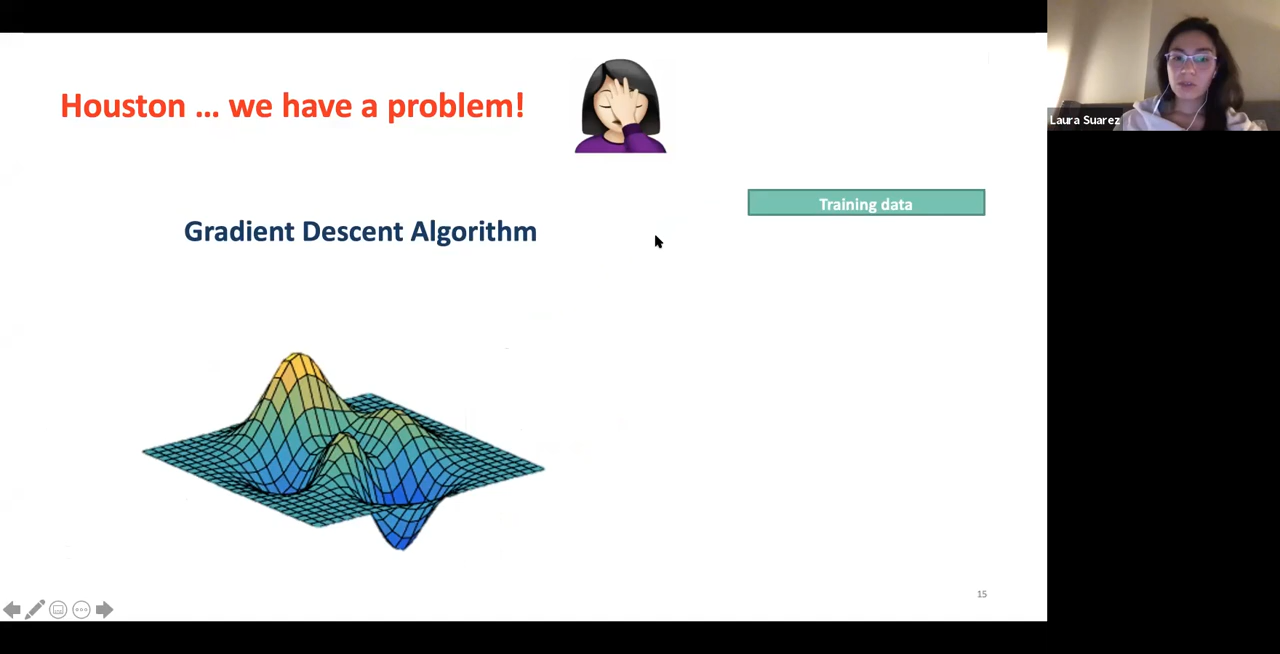 Houston ... we have a problem!
Laura Suarez
Training data
Gradient Descent Algorithm
15